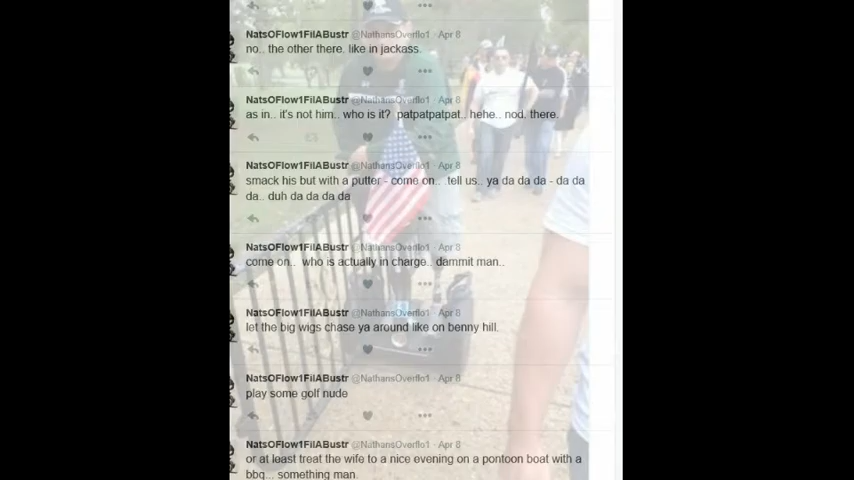 NatsOFlow1FilABustr @NathansOverflo1 · Apr 8
no.. the other there. like in jackass.
NatsOFlow1FilABustr @NathansOverflo1 · Apr 8
as in.. it's not him.. who is it? patpatpatpat.. hehe.. nod. there.
NatsOFlow1FilABustr @NathansOverflo1 · Apr 8
smack his but with a putter - come on.. .tell us.. ya da da da - da da
da.. duh da da da da
NatsOFlow1FilABustr @NathansOverflo1 · Apr 8
come on.. who is actually in charge.. dammit man..
NatsOFlow1FilABustr @NathansOverflo1 · Apr 8
let the big wigs chase ya around like on benny hill.
NatsOFlow1FilABustr @NathansOverflo1 · Apr 8
play some golf nude
NatsOFlow1FilABustr @NathansOverflo1 · Apr 8
or at least treat the wife to a nice evening on a pontoon boat with a
bbq... something man.